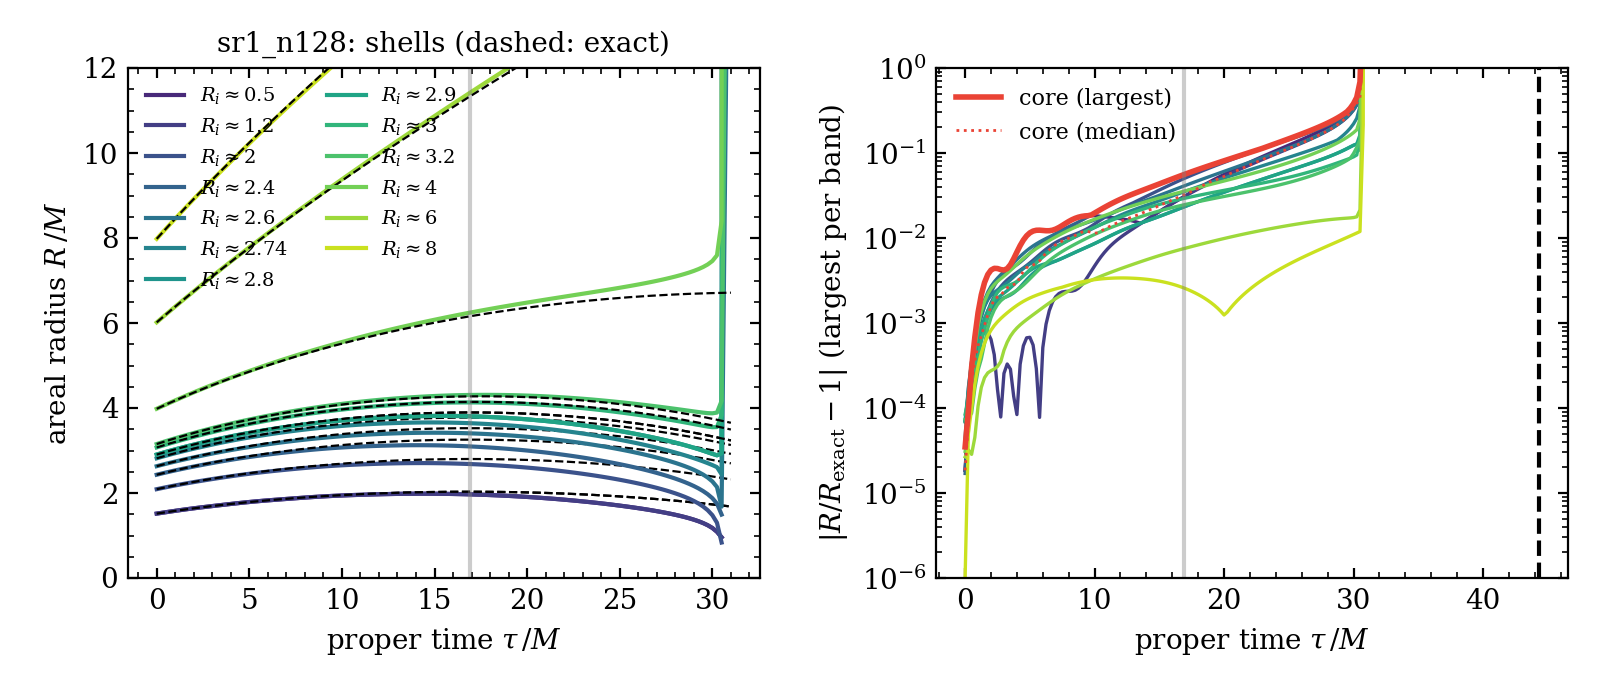 sr1_n128: shells (dashed: exact)
12
10
8
6
4
2
0
areal radius R /M
R_i ≈ 0.5
R_i ≈ 1.2
R_i ≈ 2
R_i ≈ 2.4
R_i ≈ 2.6
R_i ≈ 2.74
R_i ≈ 2.8
R_i ≈ 2.9
R_i ≈ 3
R_i ≈ 3.2
R_i ≈ 4
R_i ≈ 6
R_i ≈ 8
0 5 10 15 20 25 30
proper time τ /M
10^0
10^−1
10^−2
10^−3
10^−4
10^−5
10^−6
|R/R_exact − 1| (largest per band)
core (largest)
core (median)
0 10 20 30 40
proper time τ /M